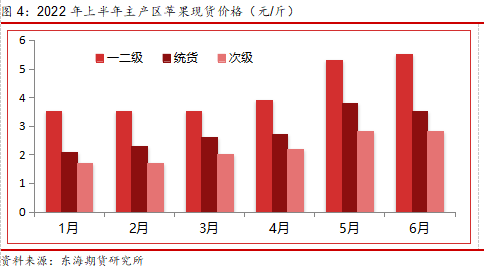 图 4：2022 年上半年主产区苹果现货价格（元/斤）
6
5
4
3
2
1
0
一二级 统货 次级
1月 2月 3月 4月 5月 6月
资料来源：东海期货研究所